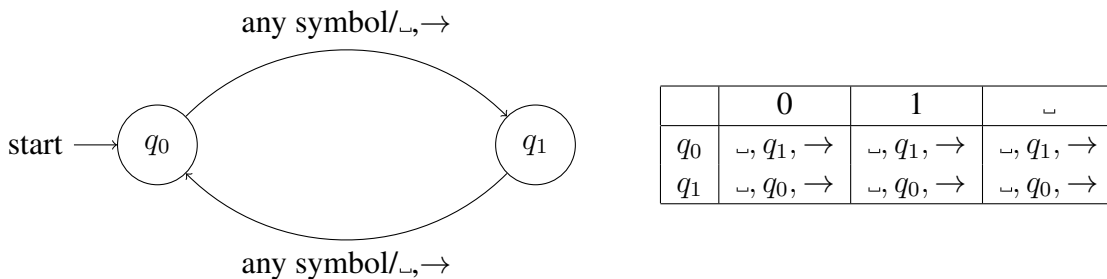 any symbol/␣,→
start
q0
q1
any symbol/␣,→
0 1 ␣
q0 ␣, q1, → ␣, q1, → ␣, q1, →
q1 ␣, q0, → ␣, q0, → ␣, q0, →